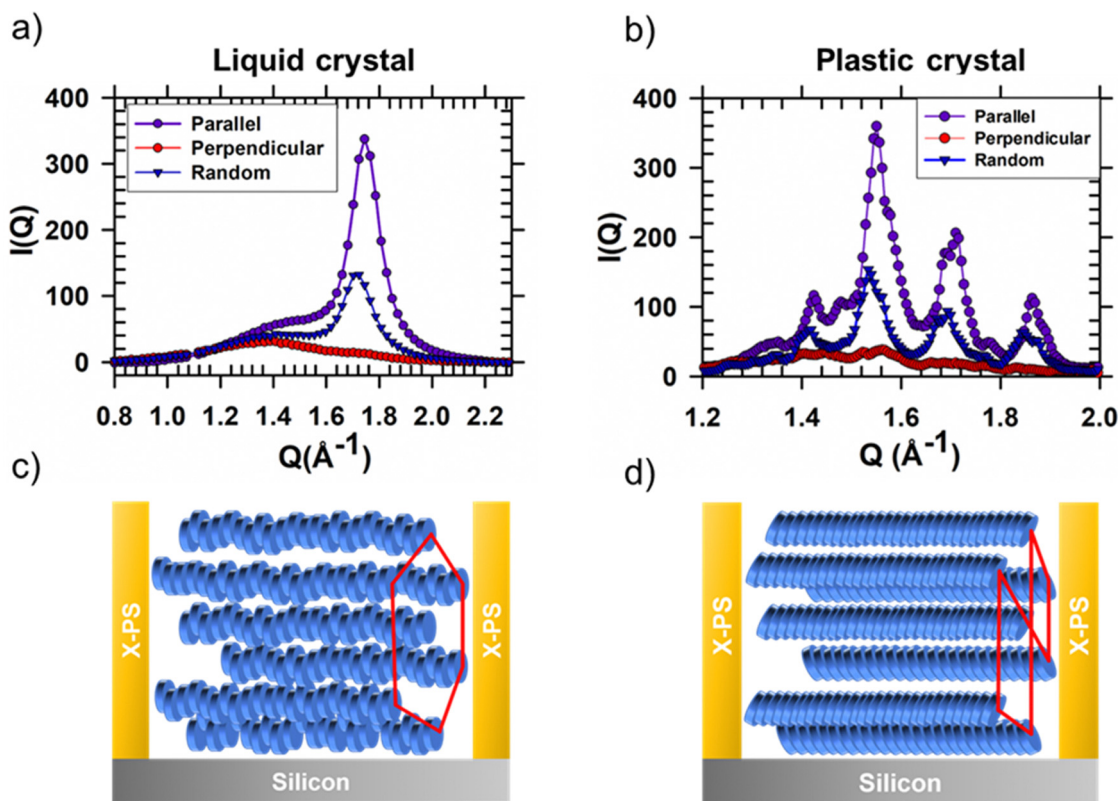 a)
Liquid crystal
400
300
200
100
0
I(Q)
Parallel
Perpendicular
Random
0.8 1.0 1.2 1.4 1.6 1.8 2.0 2.2
Q(Å-1)
b)
Plastic crystal
400
300
200
100
0
I(Q)
Parallel
Perpendicular
Random
1.2 1.4 1.6 1.8 2.0
Q (Å-1)
c)
X-PS
X-PS
Silicon
d)
X-PS
X-PS
Silicon